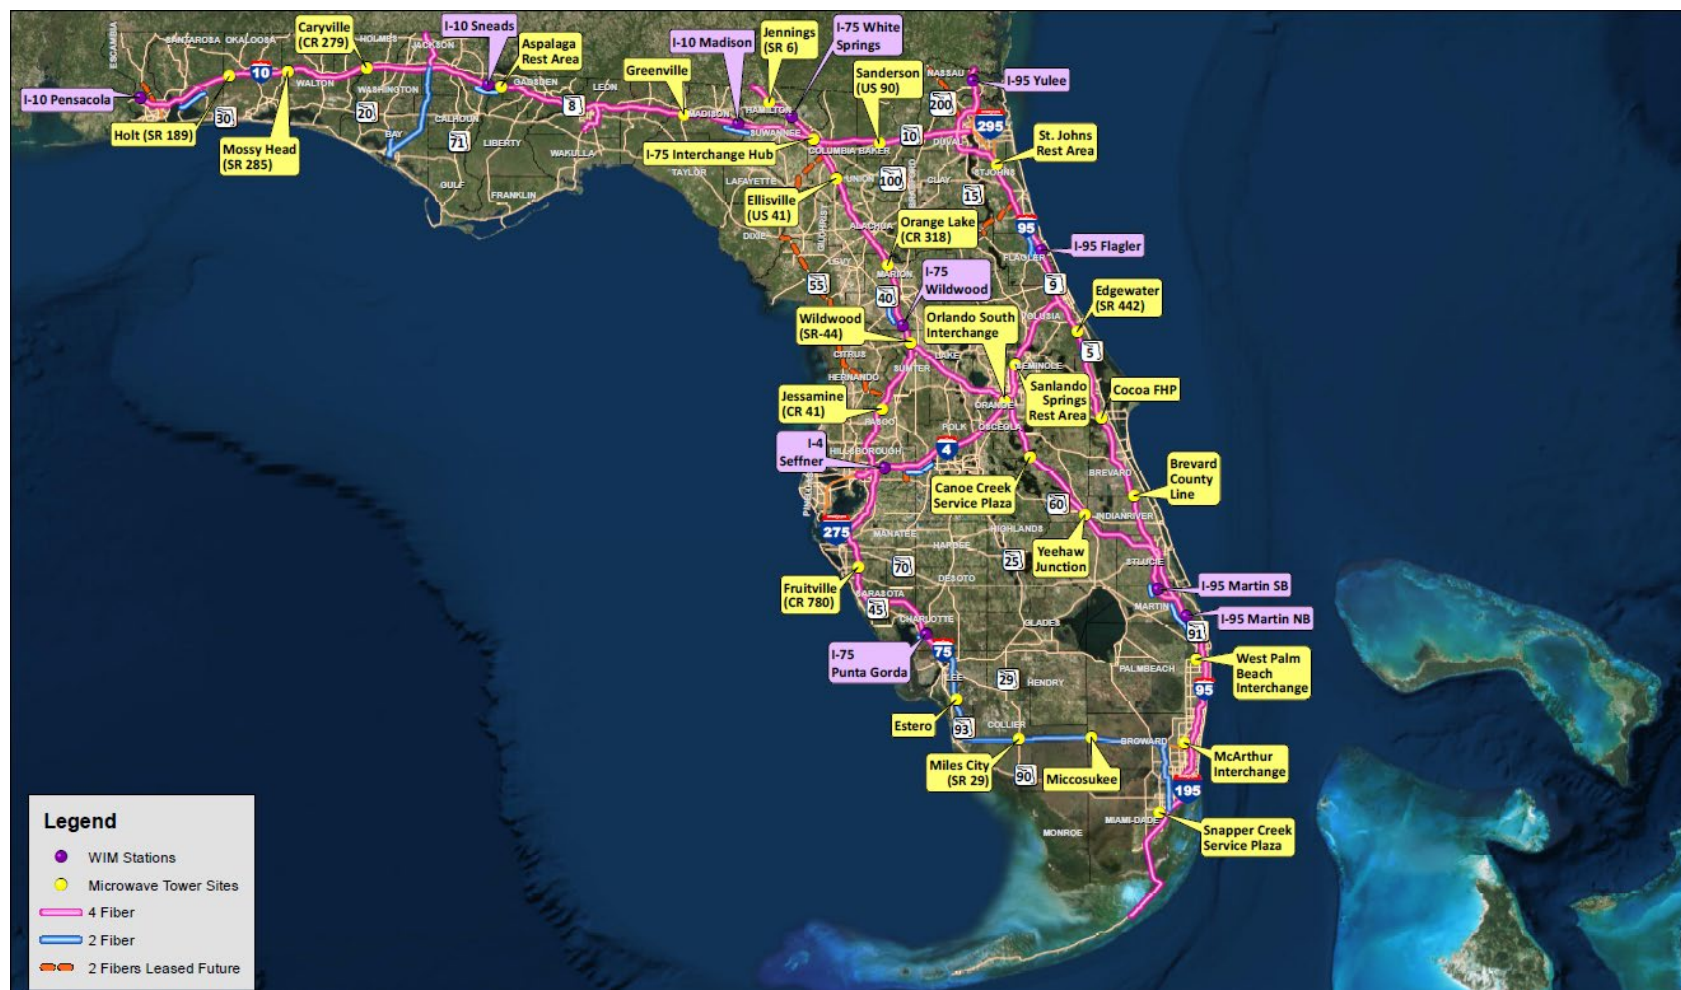 ESCAMBIA
SANTAROSA
OKALOOSA
Caryville
(CR 279)
HOLMES
JACKSON
I-10 Sneads
Aspalaga
Rest Area
I-10 Madison
Jennings
(SR 6)
I-75 White
Springs
Greenville
Sanderson
(US 90)
NASSAU
I-95 Yulee
I-10 Pensacola
10
WALTON
WASHINGTON
GADSDEN
LEON
8
200
Holt (SR 189)
30
20
CALHOUN
MADISON
HAMILTON
SUWANNEE
10
295
Mossy Head
(SR 285)
BAY
71
LIBERTY
WAKULLA
I-75 Interchange Hub
COLUMBIA
BAKER
DUVAL
St. Johns
Rest Area
GULF
FRANKLIN
TAYLOR
LAFAYETTE
UNION
100
BRADFORD
CLAY
STJOHNS
Ellisville
(US 41)
15
DIXIE
GILCHRIST
ALACHUA
Orange Lake
(CR 318)
95
I-95 Flagler
LEVY
MARION
FLAGLER
I-75
Wildwood
55
40
9
Edgewater
(SR 442)
Wildwood
(SR-44)
Orlando South
Interchange
VOLUSIA
CITRUS
SUMTER
LAKE
SEMINOLE
5
HERNANDO
Jessamine
(CR 41)
ORANGE
Sanlando
Springs
Rest Area
Cocoa FHP
PASCO
POLK
OSCEOLA
I-4
Seffner
HILLSBOROUGH
4
BREVARD
Brevard
County
Line
PINELLAS
Canoe Creek
Service Plaza
60
INDIANRIVER
275
MANATEE
HARDEE
HIGHLANDS
Yeehaw
Junction
70
25
DESOTO
STLUCIE
Fruitville
(CR 780)
SARASOTA
45
MARTIN
I-95 Martin SB
CHARLOTTE
GLADES
I-95 Martin NB
91
I-75
Punta Gorda
75
LEE
29
HENDRY
PALMBEACH
West Palm
Beach
Interchange
95
Estero
93
COLLIER
BROWARD
Miles City
(SR 29)
90
Miccosukee
McArthur
Interchange
195
MONROE
MIAMI-DADE
Snapper Creek
Service Plaza
Legend
WIM Stations
Microwave Tower Sites
4 Fiber
2 Fiber
2 Fibers Leased Future